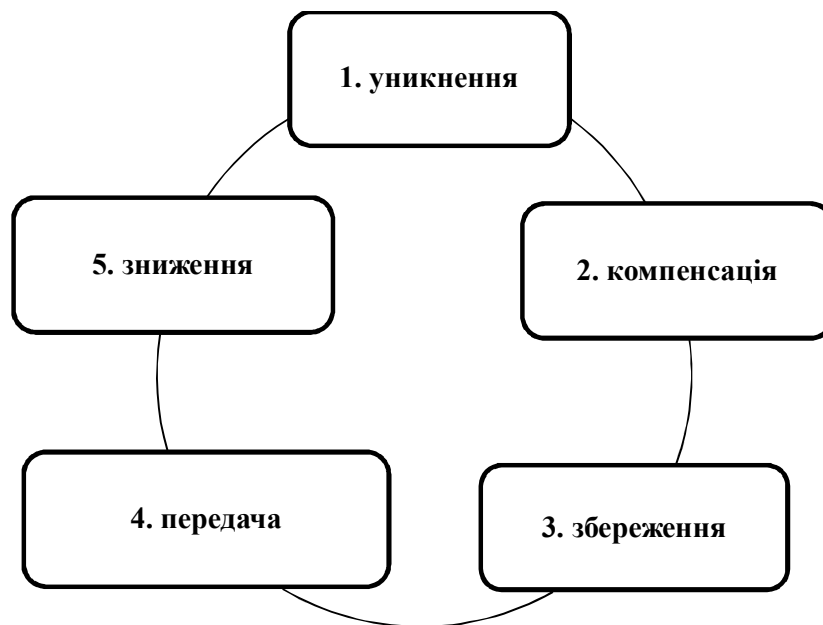 1. уникнення
2. компенсація
3. збереження
4. передача
5. зниження